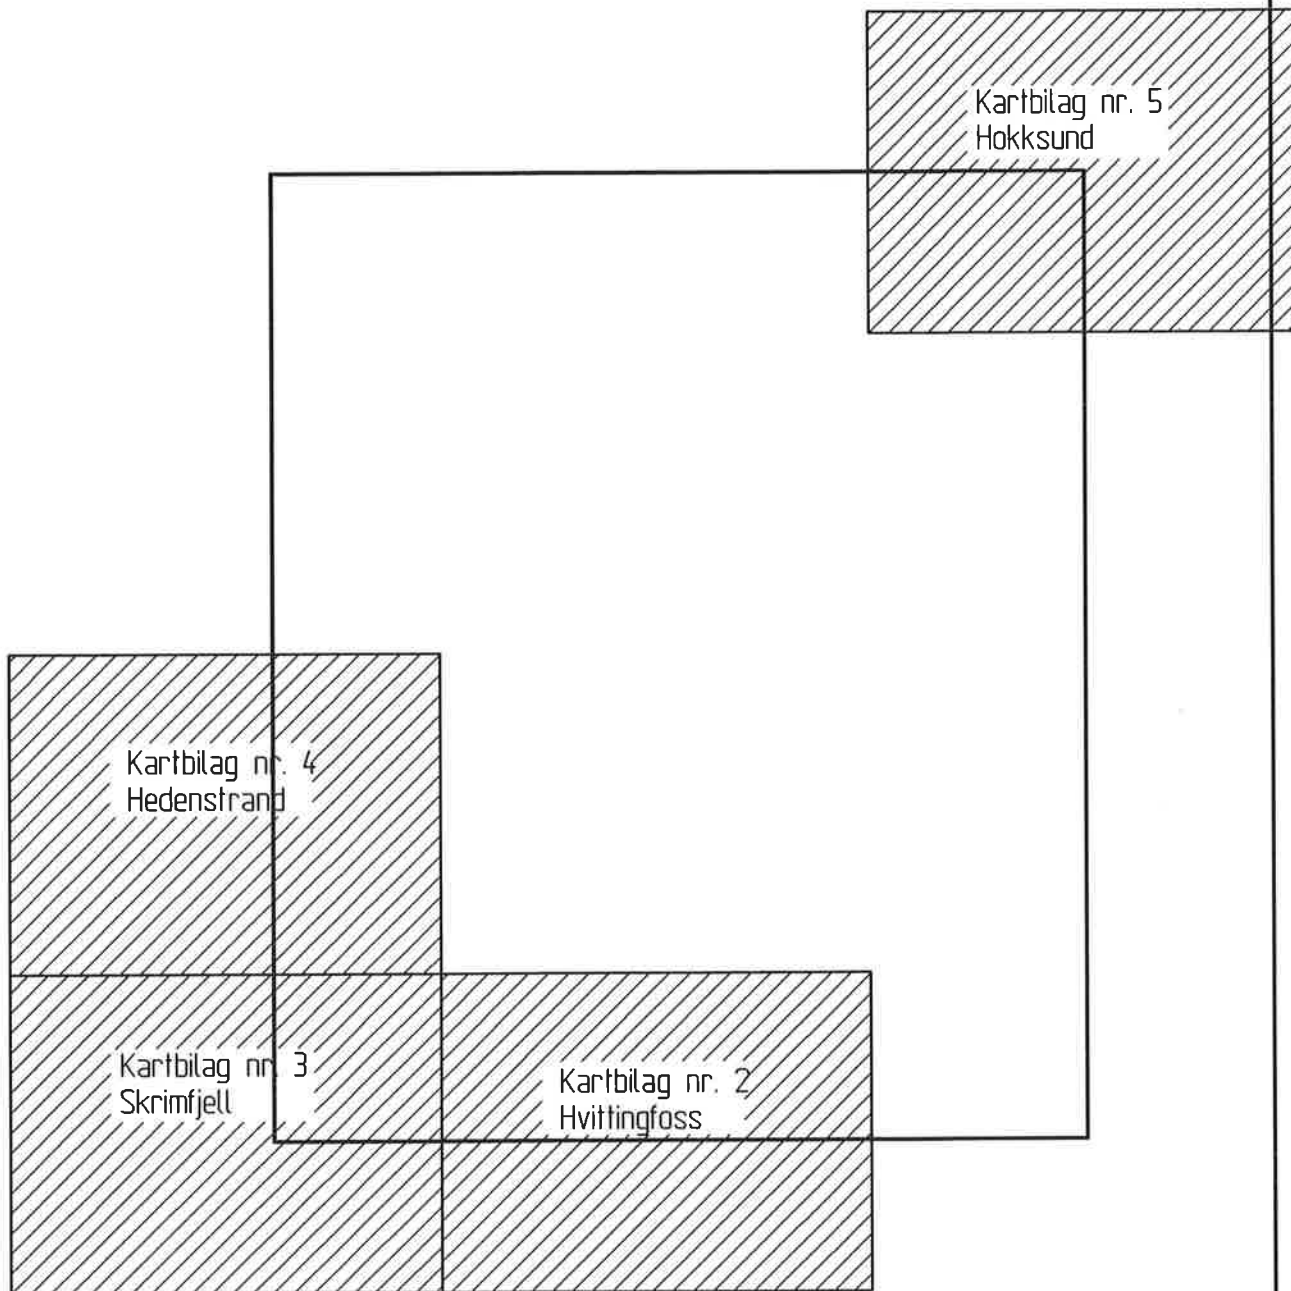 Kartbilag nr. 5
Hokksund
Kartbilag nr. 4
Hedenstrand
Kartbilag nr. 3
Skrimfjell
Kartbilag nr. 2
Hvittingfoss